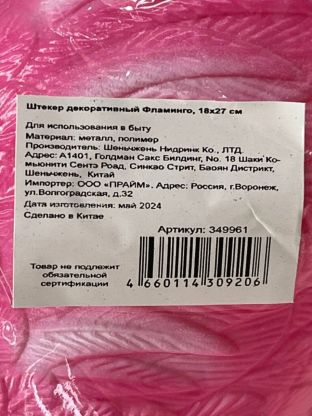 Штекер декоративный Фламинго, 18х27 см
Для использования в быту
Материал: металл, полимер
Производитель: Шеньчжень Нидринк Ко., ЛТД.
Адрес: А1401, Голдман Сакс Билдинг, No. 18 Шаки Ко-
мьюнити Сентэ Роад, Синкао Стрит, Баоян Дистрикт,
Шеньчжень,  Китай
Импортер: ООО «ПРАЙМ». Адрес: Россия, г.Воронеж,
ул.Волгоградская, д.32
Дата изготовления: май 2024
Сделано в Китае
Артикул: 349961
Товар не подлежит
обязательной
сертификации
4 660114 309206